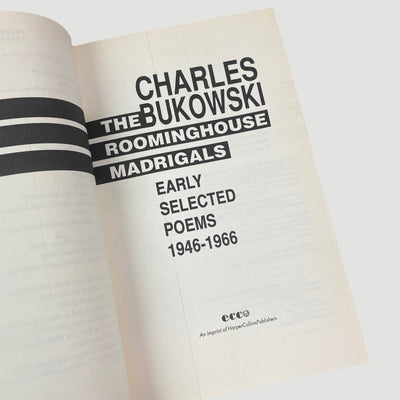 CHARLES
BUKOWSKI
THE
ROOMINGHOUSE
MADRIGALS
EARLY
SELECTED
POEMS
1946-1966
ecco
An Imprint of HarperCollinsPublishers